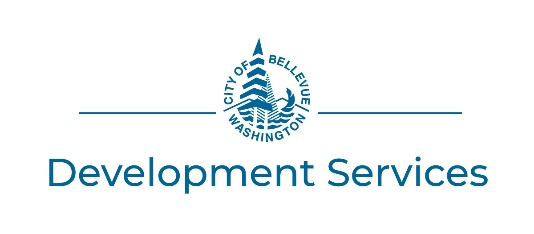 CITY OF BELLEVUE
WASHINGTON
Development Services